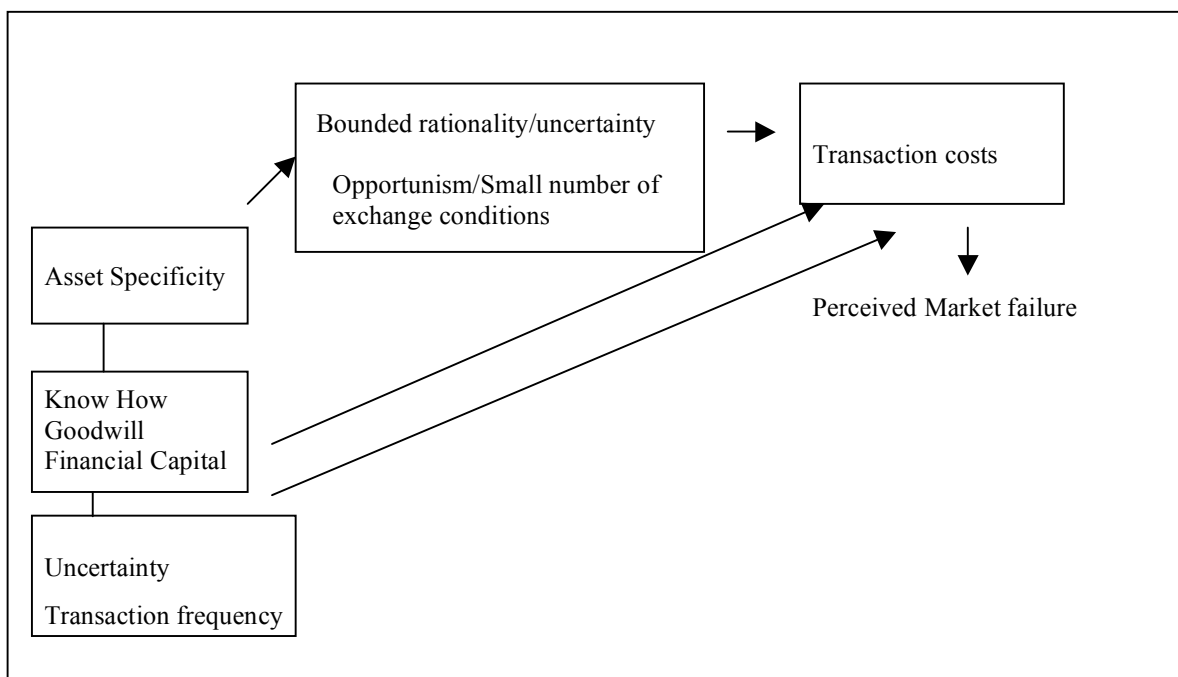 Bounded rationality/uncertainty
Opportunism/Small number of
exchange conditions
Transaction costs
Asset Specificity
Perceived Market failure
Know How
Goodwill
Financial Capital
Uncertainty
Transaction frequency